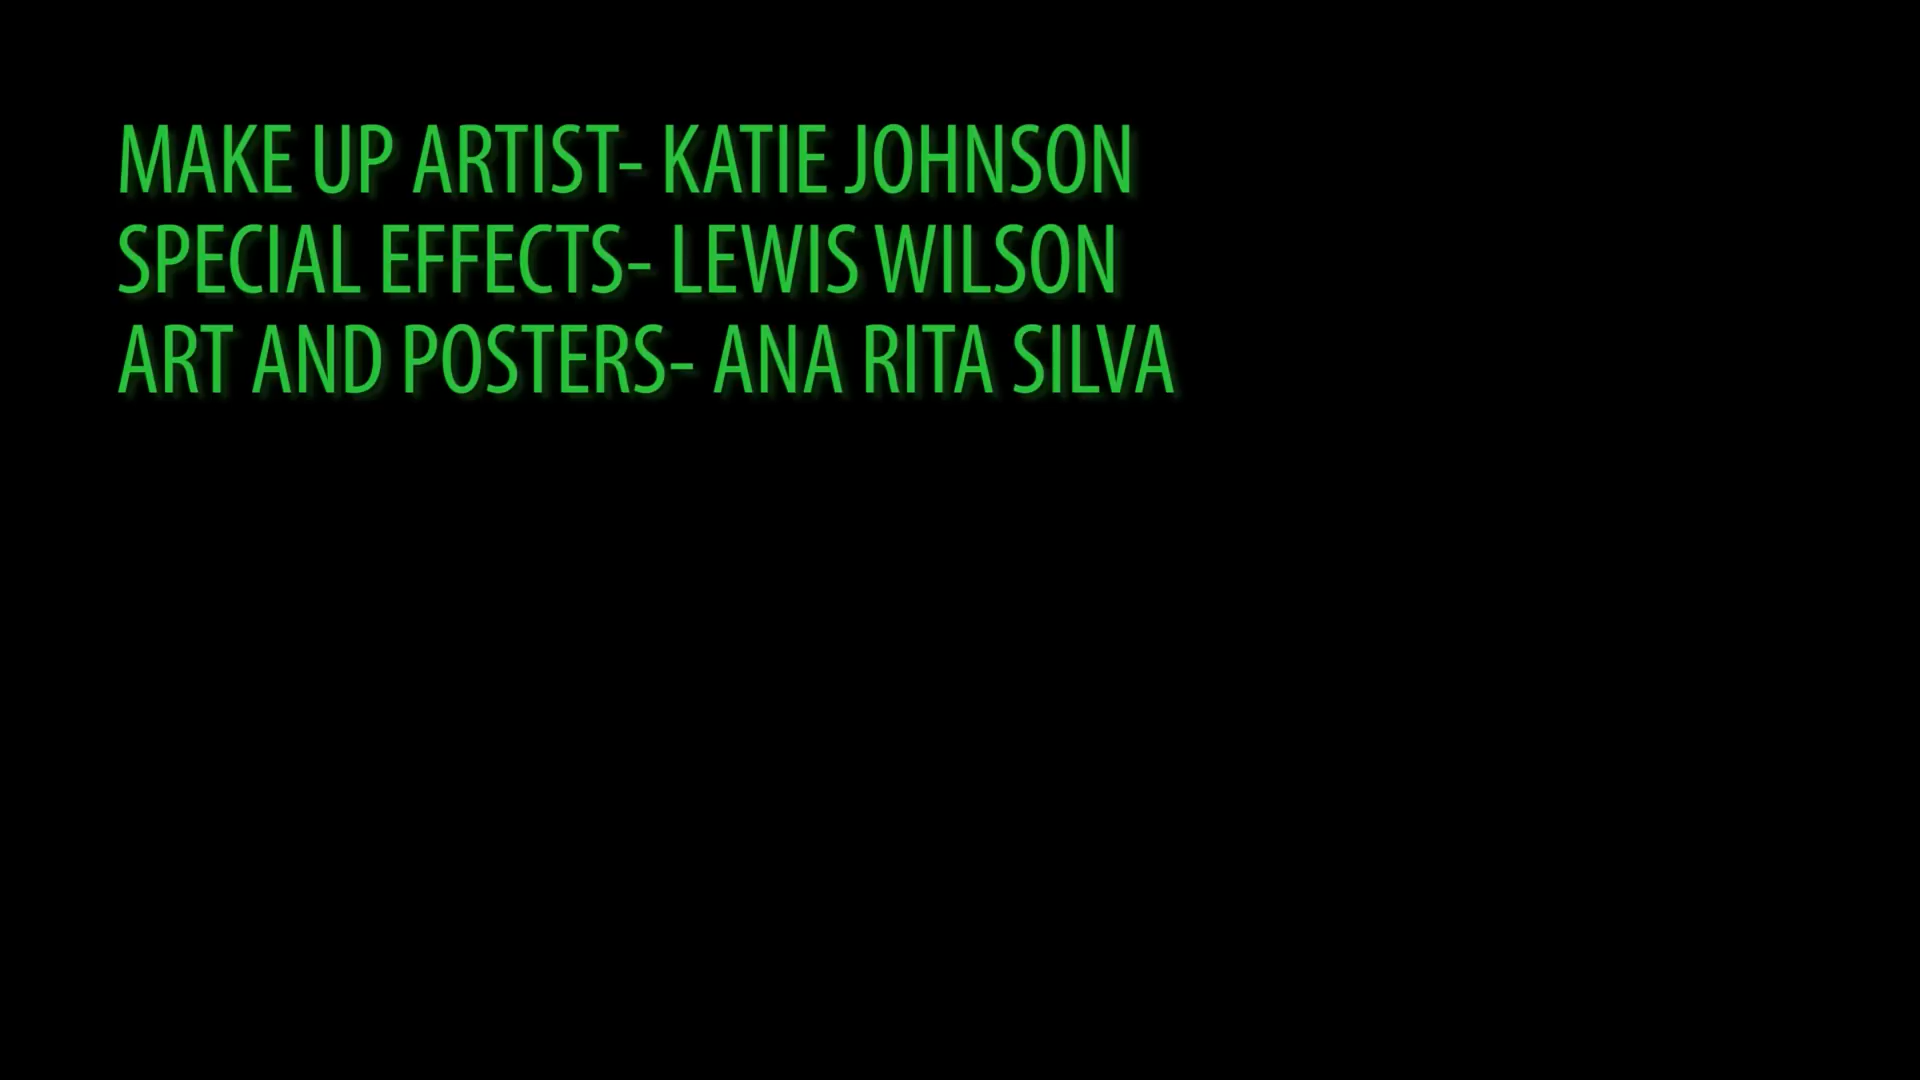 MAKE UP ARTIST- KATIE JOHNSON
SPECIAL EFFECTS- LEWIS WILSON
ART AND POSTERS- ANA RITA SILVA